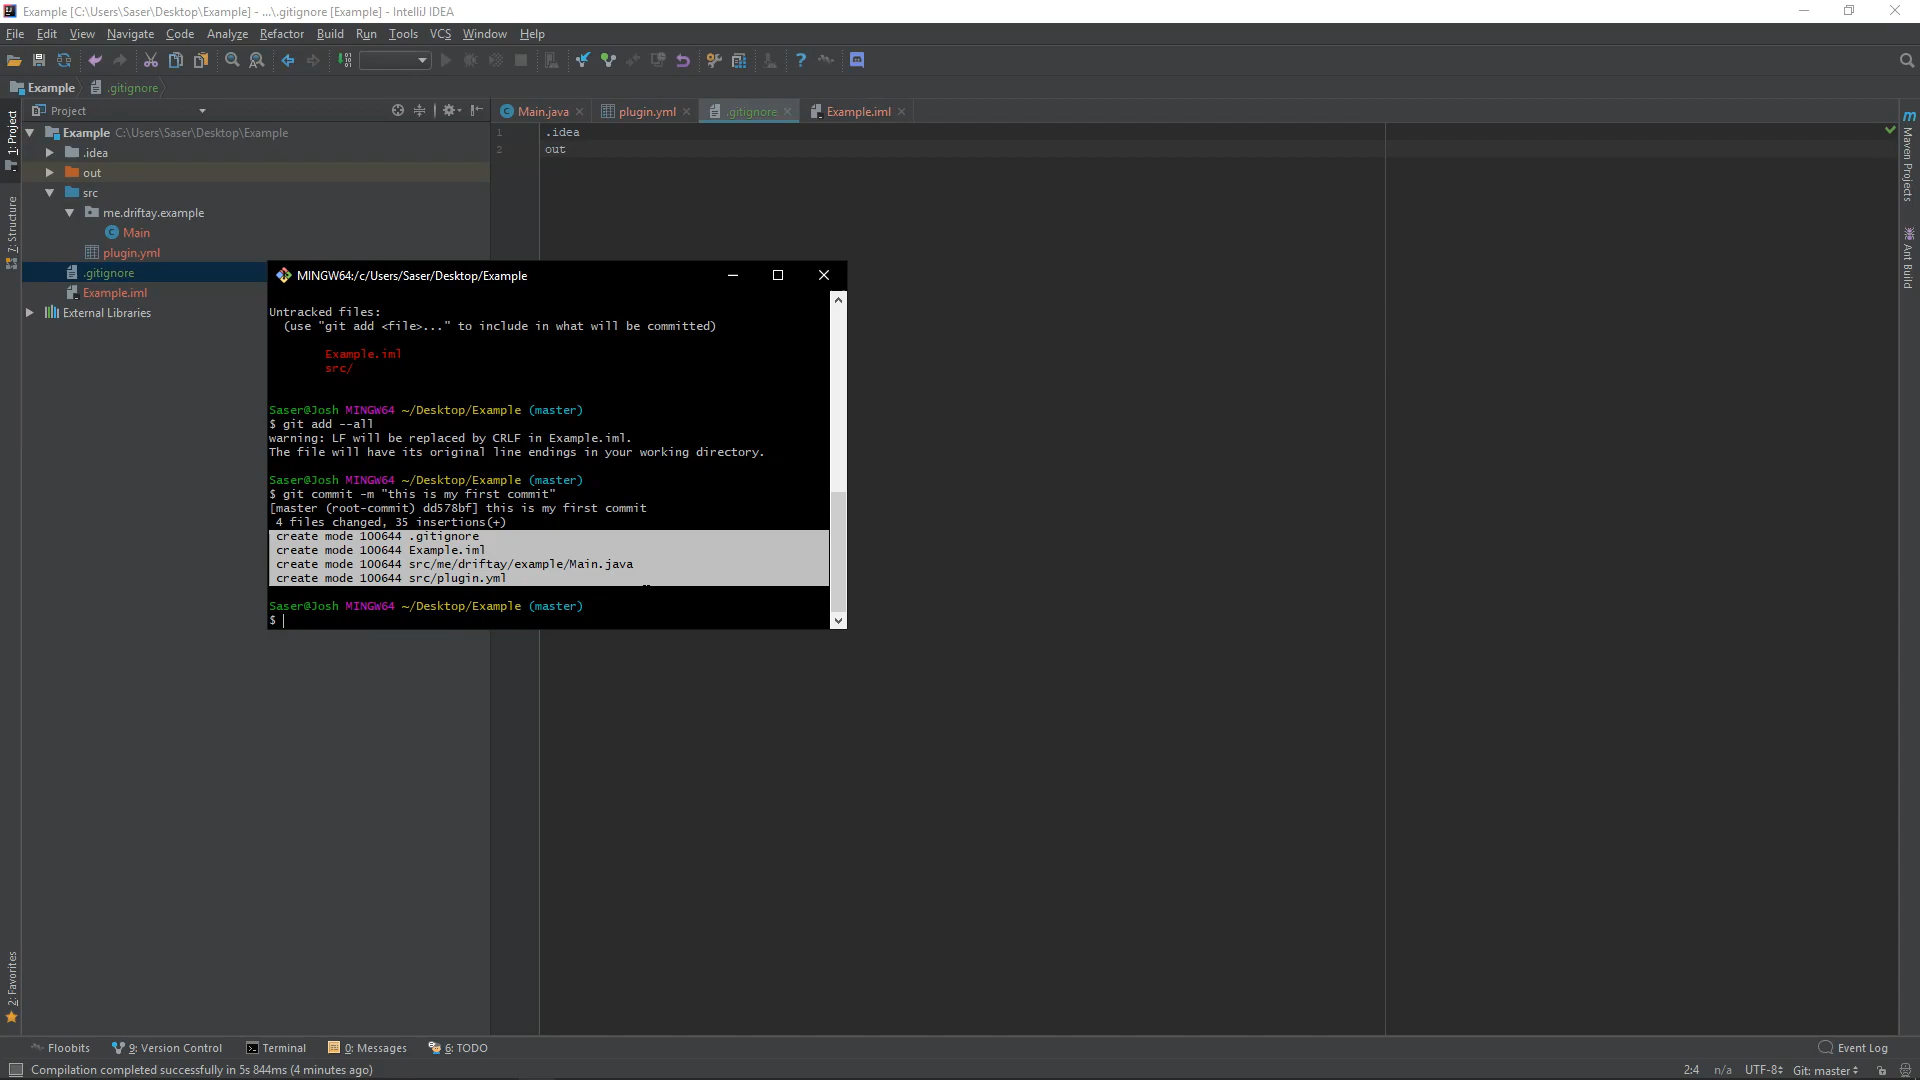 Example [C:\Users\Saser\Desktop\Example] - ...\.gitignore [Example] - IntelliJ IDEA
File Edit View Navigate Code Analyze Refactor Build Run Tools VCS Window Help
Example .gitignore
1: Project
Project
Main.java plugin.yml .gitignore Example.iml
Example C:\Users\Saser\Desktop\Example
.idea
out
src
me.driftay.example
Main
plugin.yml
.gitignore
Example.iml
External Libraries
7: Structure
2: Favorites
1 .idea
2 out
Maven Projects
Ant Build
MINGW64:/c/Users/Saser/Desktop/Example
Untracked files:
(use "git add <file>..." to include in what will be committed)
Example.iml
src/
Saser@Josh MINGW64 ~/Desktop/Example (master)
$ git add --all
warning: LF will be replaced by CRLF in Example.iml.
The file will have its original line endings in your working directory.
Saser@Josh MINGW64 ~/Desktop/Example (master)
$ git commit -m "this is my first commit"
[master (root-commit) dd578bf] this is my first commit
4 files changed, 35 insertions(+)
create mode 100644 .gitignore
create mode 100644 Example.iml
create mode 100644 src/me/driftay/example/Main.java
create mode 100644 src/plugin.yml
Saser@Josh MINGW64 ~/Desktop/Example (master)
$
Floobits 9: Version Control Terminal 0: Messages 6: TODO Event Log
Compilation completed successfully in 5s 844ms (4 minutes ago) 2:4 n/a UTF-8 Git: master